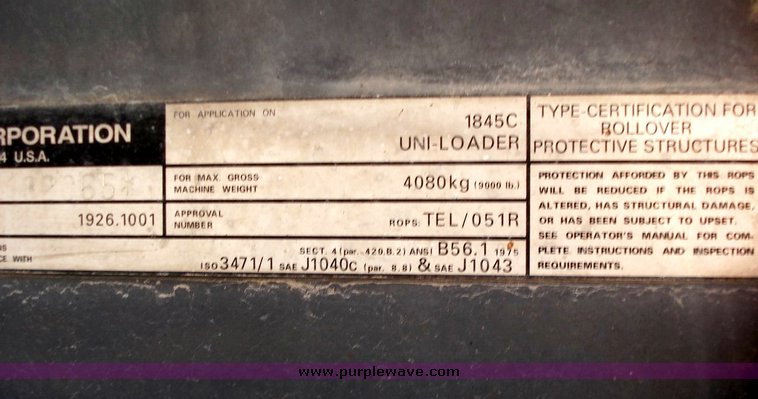 RPORATION
4 U.S.A.
1926.1001
CE WITH
FOR APPLICATION ON
1845C
UNI-LOADER
FOR MAX. GROSS
MACHINE WEIGHT
4080kg (9000 lb.)
APPROVAL
NUMBER
ROPS: TEL/051R
SECT. 4 (par. 420.B.2) ANSI B56.1 1975
ISO 3471/1 SAE J1040c (par. 8.8) & SAE J1043
TYPE-CERTIFICATION FOR
ROLLOVER
PROTECTIVE STRUCTURES
PROTECTION AFFORDED BY THIS ROPS
WILL BE REDUCED IF THE ROPS IS
ALTERED, HAS STRUCTURAL DAMAGE,
OR HAS BEEN SUBJECT TO UPSET.
SEE OPERATOR'S MANUAL FOR COM-
PLETE INSTRUCTIONS AND INSPECTION
REQUIREMENTS.
www.purplewave.com